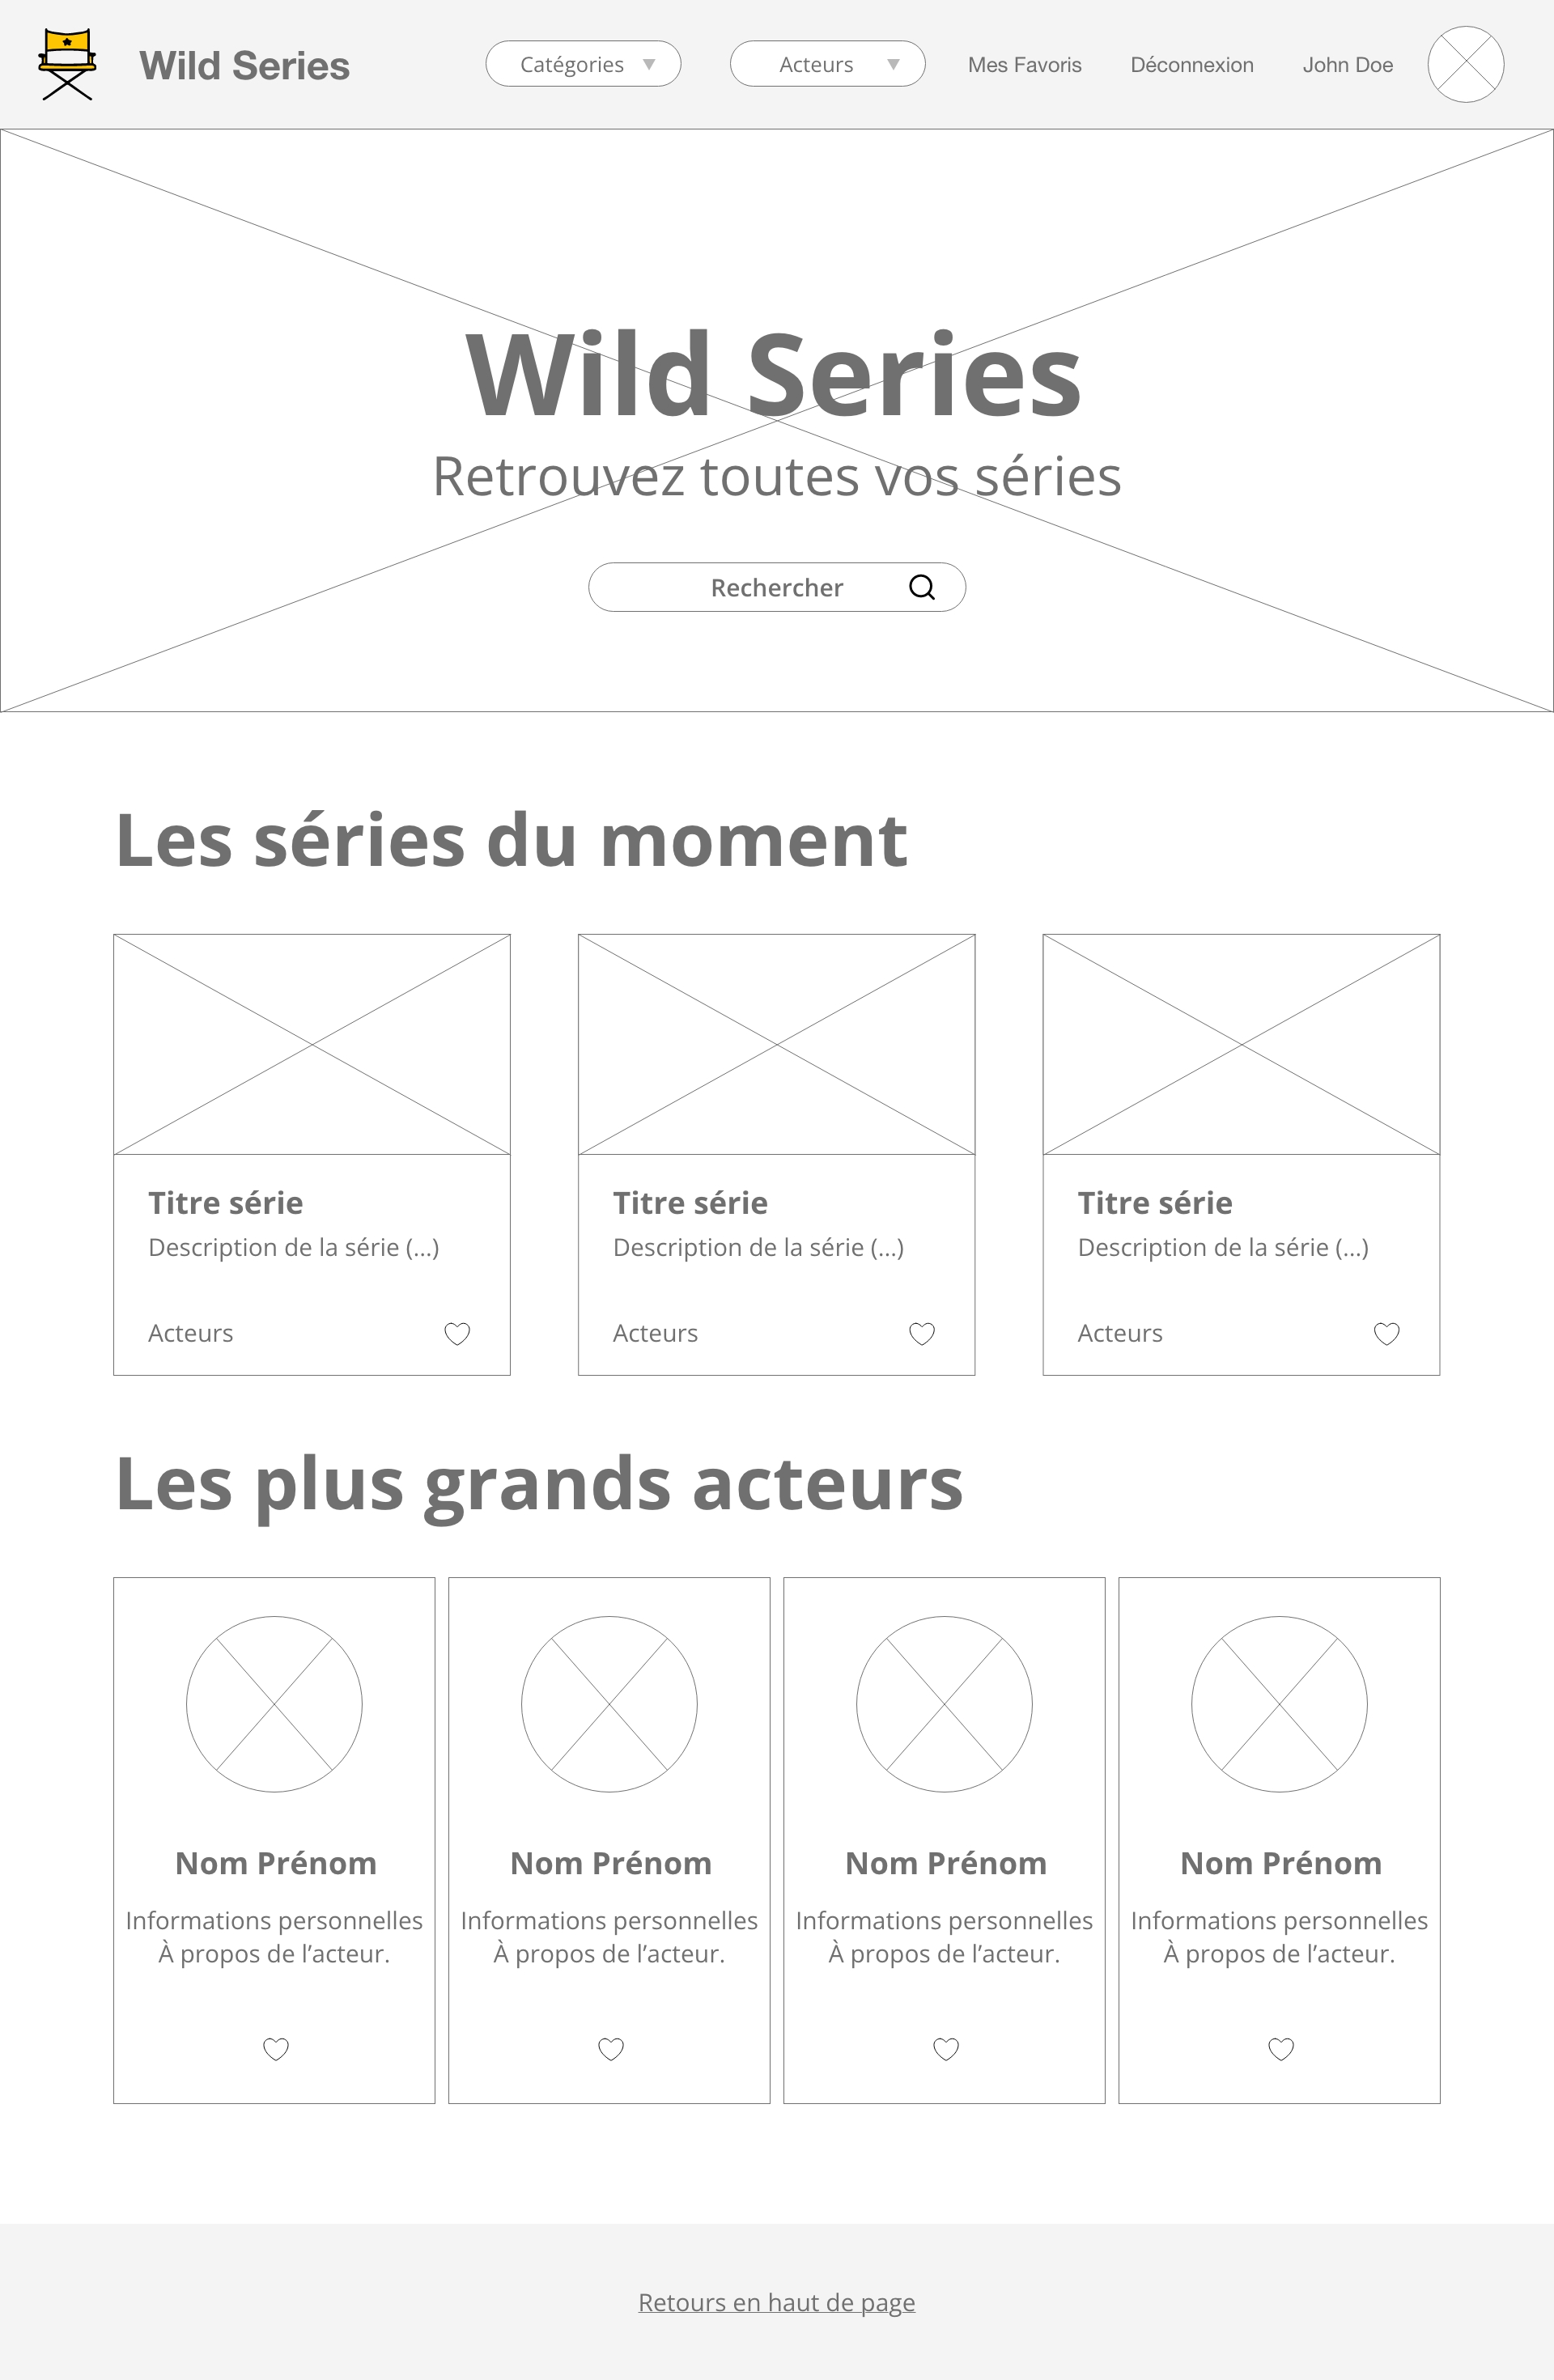 Wild Series
Catégories
Acteurs
Mes Favoris
Déconnexion
John Doe
Wild Series
Retrouvez toutes vos séries
Rechercher
Les séries du moment
Titre série
Description de la série (...)
Acteurs
Titre série
Description de la série (...)
Acteurs
Titre série
Description de la série (...)
Acteurs
Les plus grands acteurs
Nom Prénom
Informations personnelles
À propos de l’acteur.
Nom Prénom
Informations personnelles
À propos de l’acteur.
Nom Prénom
Informations personnelles
À propos de l’acteur.
Nom Prénom
Informations personnelles
À propos de l’acteur.
Retours en haut de page